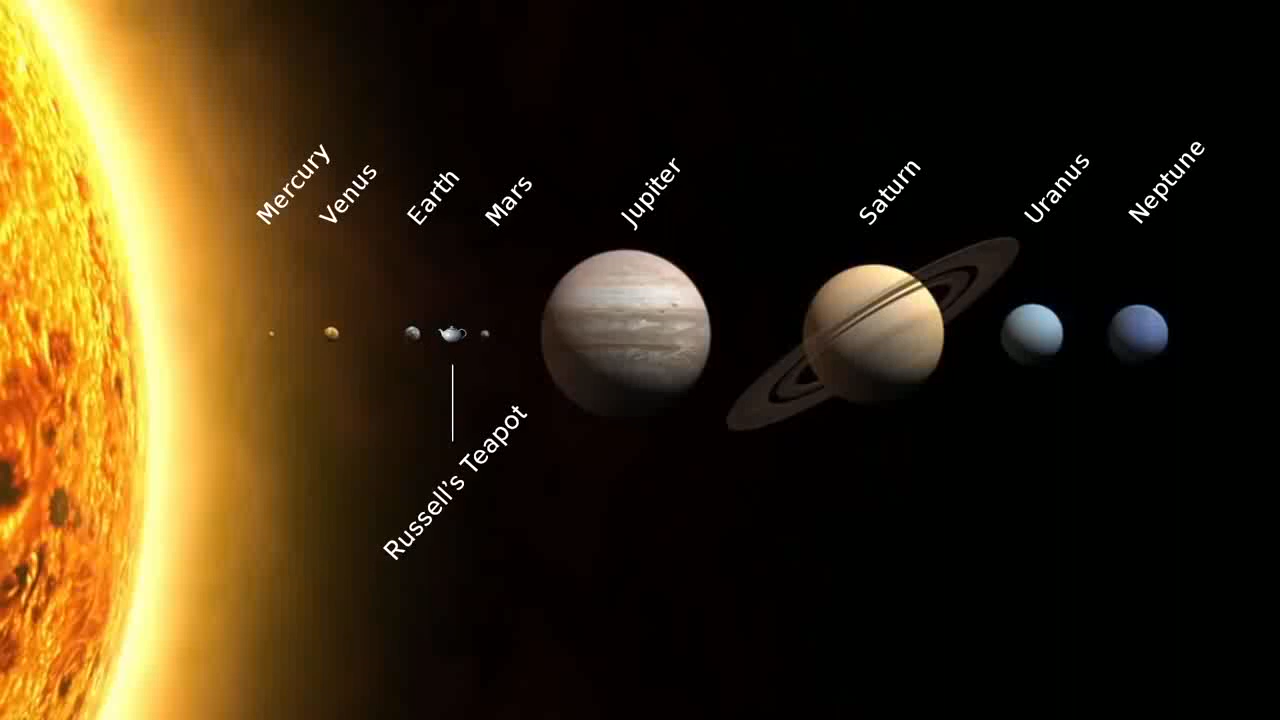 Mercury
Venus
Earth
Mars
Jupiter
Saturn
Uranus
Neptune
Russell's Teapot